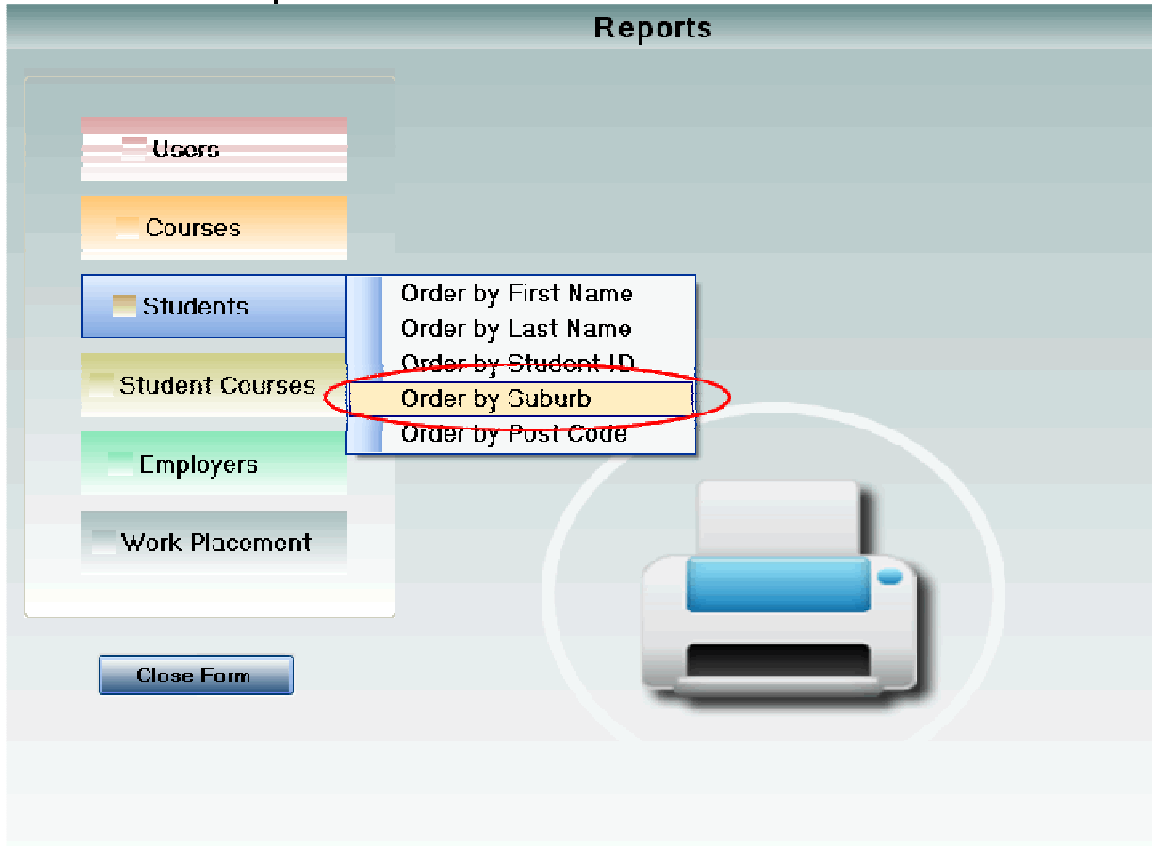 Reports
Users
Courses
Students
Order by First Name
Order by Last Name
Order by Student ID
Order by Suburb
Order by Post Code
Student Courses
Employers
Work Placement
Close Form